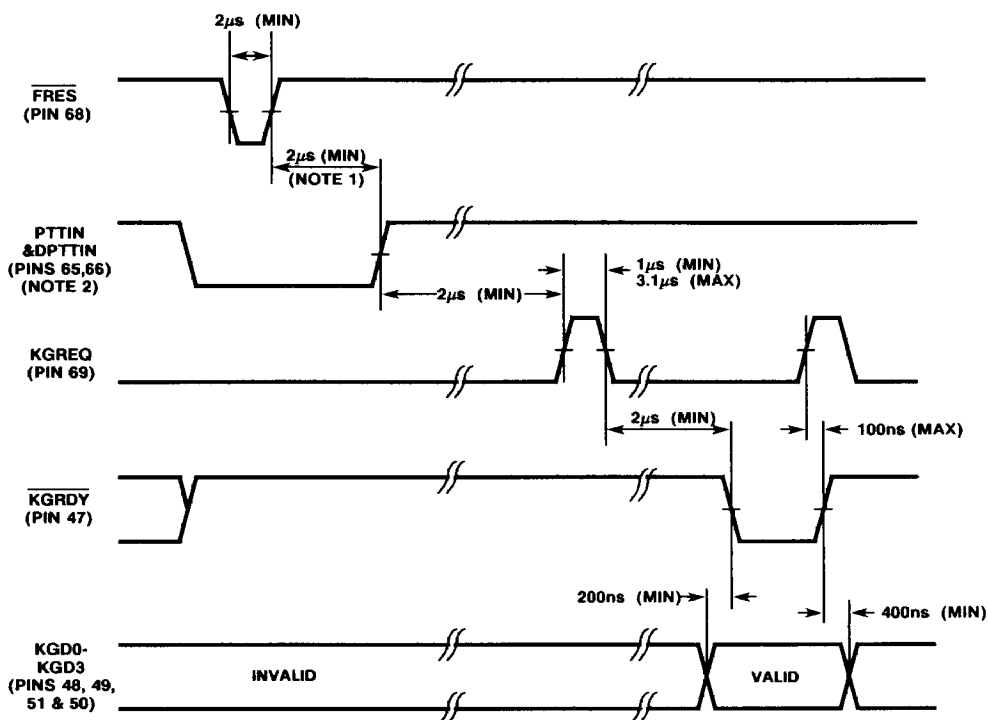 2μs (MIN)
FRES
(PIN 68)
2μs (MIN)
(NOTE 1)
PTTIN
&DPTTIN
(PINS 65,66)
(NOTE 2)
1μs (MIN)
3.1μs (MAX)
2μs (MIN)
KGREQ
(PIN 69)
2μs (MIN)
100ns (MAX)
KGRDY
(PIN 47)
200ns (MIN)
400ns (MIN)
KGD0-
KGD3
(PINS 48, 49,
51 & 50)
INVALID
VALID